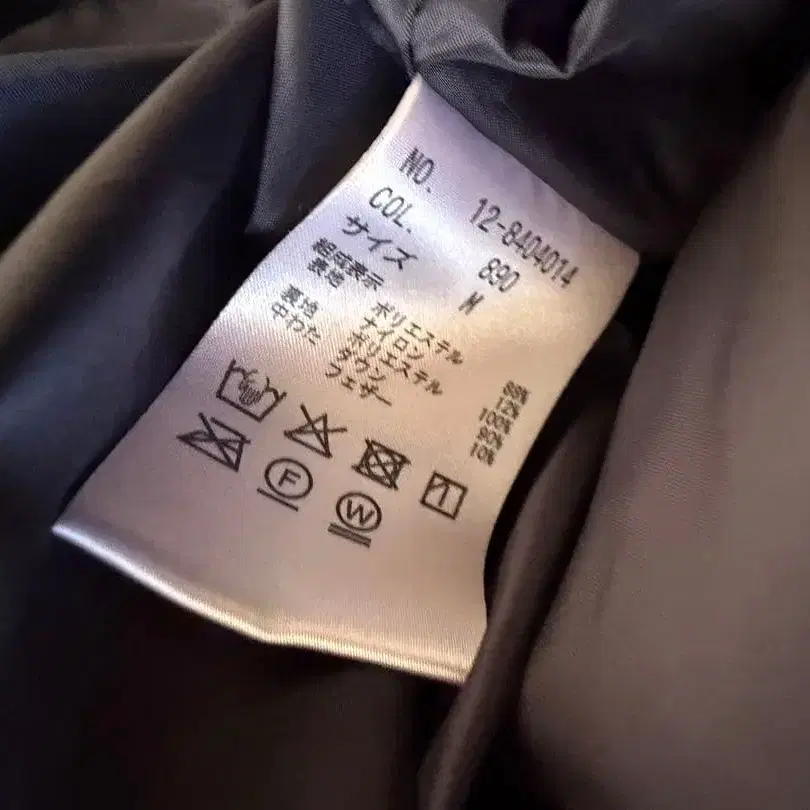 NO. 12-8404014
COL. 890
サイズ M
組成表示
表地 ポリエステル 88%
ナイロン 12%
裏地 ポリエステル 100%
中わた ダウン 90%
フェザー 10%
F W